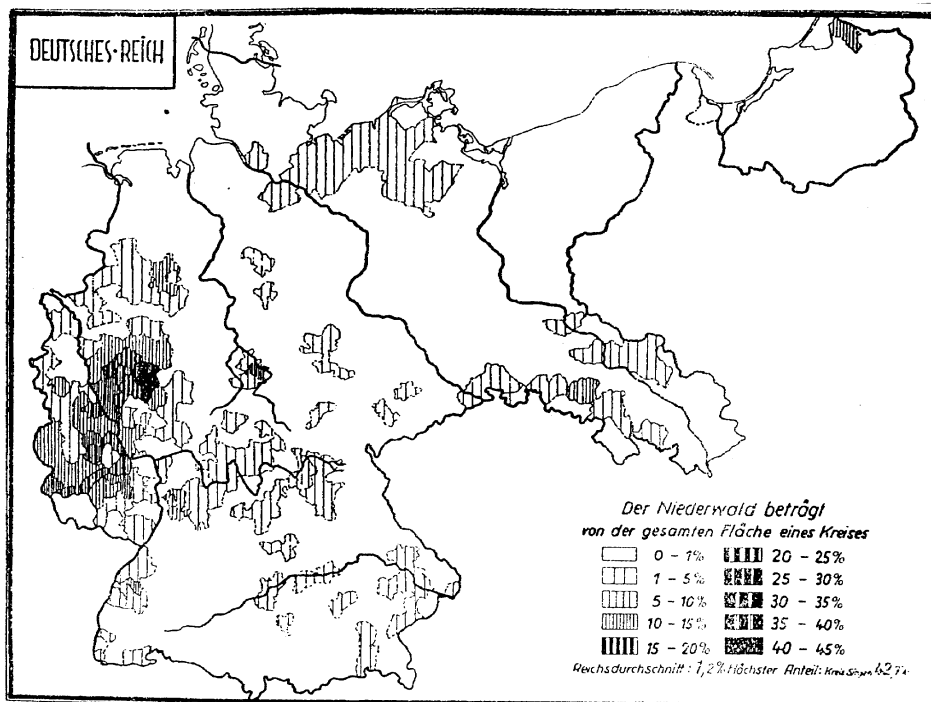 DEUTSCHES·REICH
Der Niederwald beträgt
von der gesamten Fläche eines Kreises
0 - 1% 20 - 25%
1 - 5% 25 - 30%
5 - 10% 30 - 35%
10 - 15% 35 - 40%
15 - 20% 40 - 45%
Reichsdurchschnitt: 1,2% Höchster Anteil: Kreis Siegen 42,